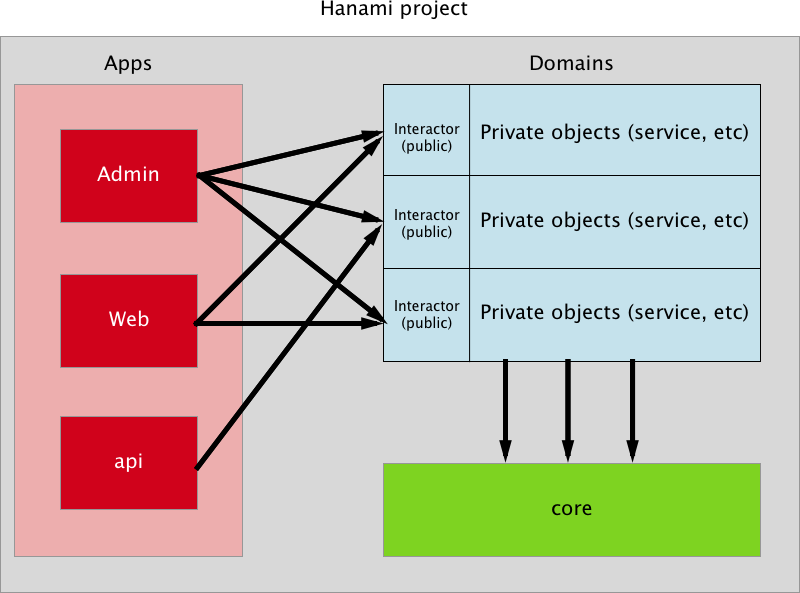 Hanami project
Apps
Domains
Admin
Web
api
Interactor
(public)
Private objects (service, etc)
Interactor
(public)
Private objects (service, etc)
Interactor
(public)
Private objects (service, etc)
core